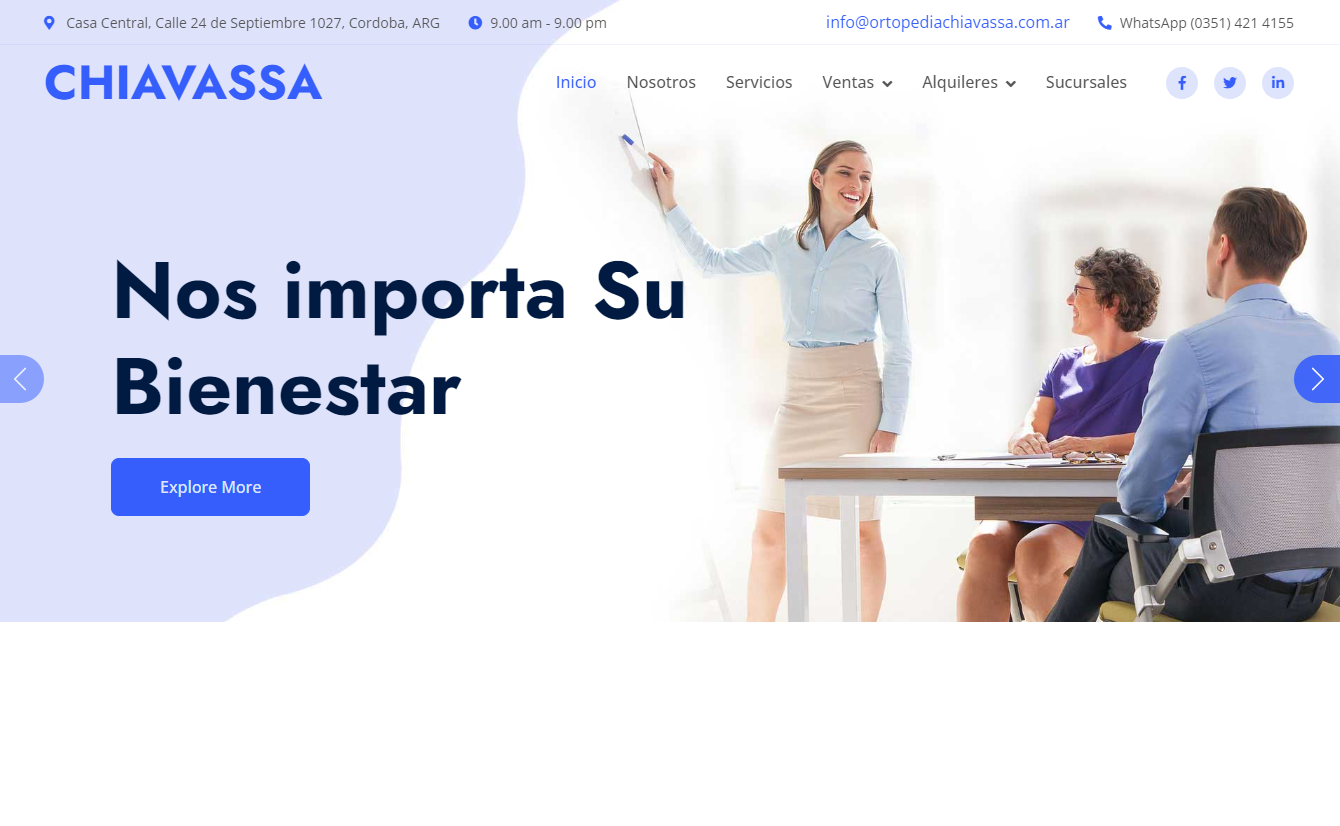 Casa Central, Calle 24 de Septiembre 1027, Cordoba, ARG 9.00 am - 9.00 pm info@ortopediachiavassa.com.ar WhatsApp (0351) 421 4155
CHIAVASSA Inicio Nosotros Servicios Ventas Alquileres Sucursales
Nos importa Su
Bienestar
Explore More